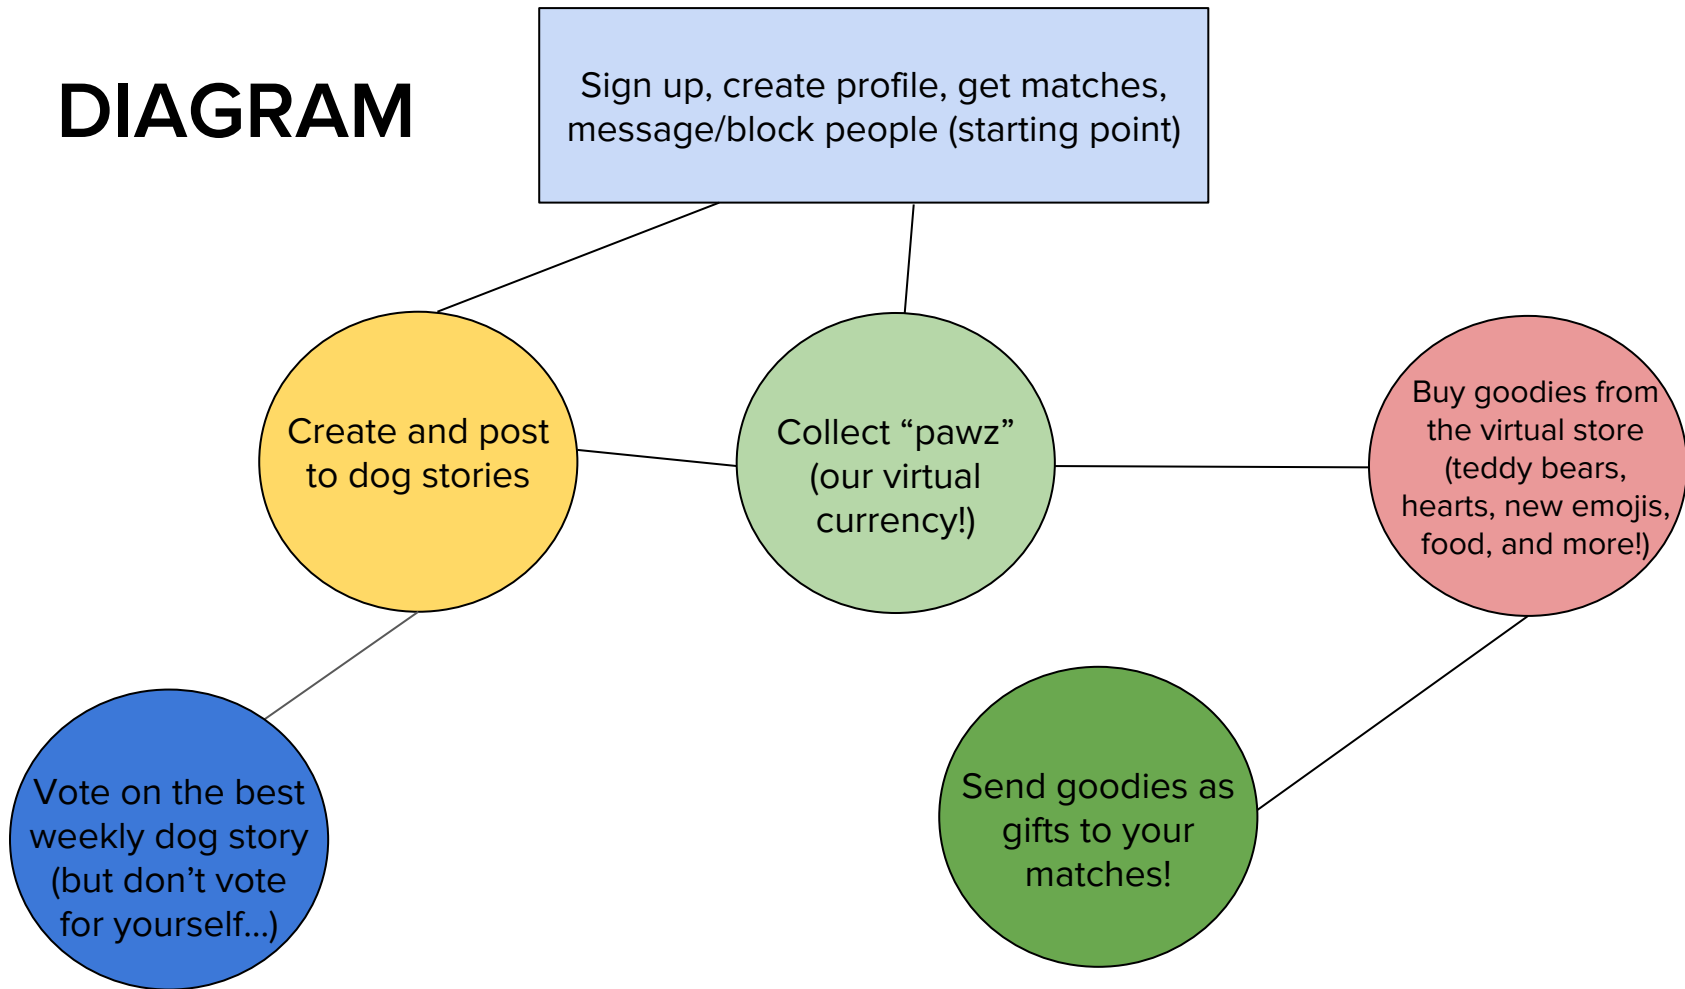 DIAGRAM
Sign up, create profile, get matches,
message/block people (starting point)
Create and post
to dog stories
Collect “pawz”
(our virtual
currency!)
Buy goodies from
the virtual store
(teddy bears,
hearts, new emojis,
food, and more!)
Vote on the best
weekly dog story
(but don’t vote
for yourself...)
Send goodies as
gifts to your
matches!